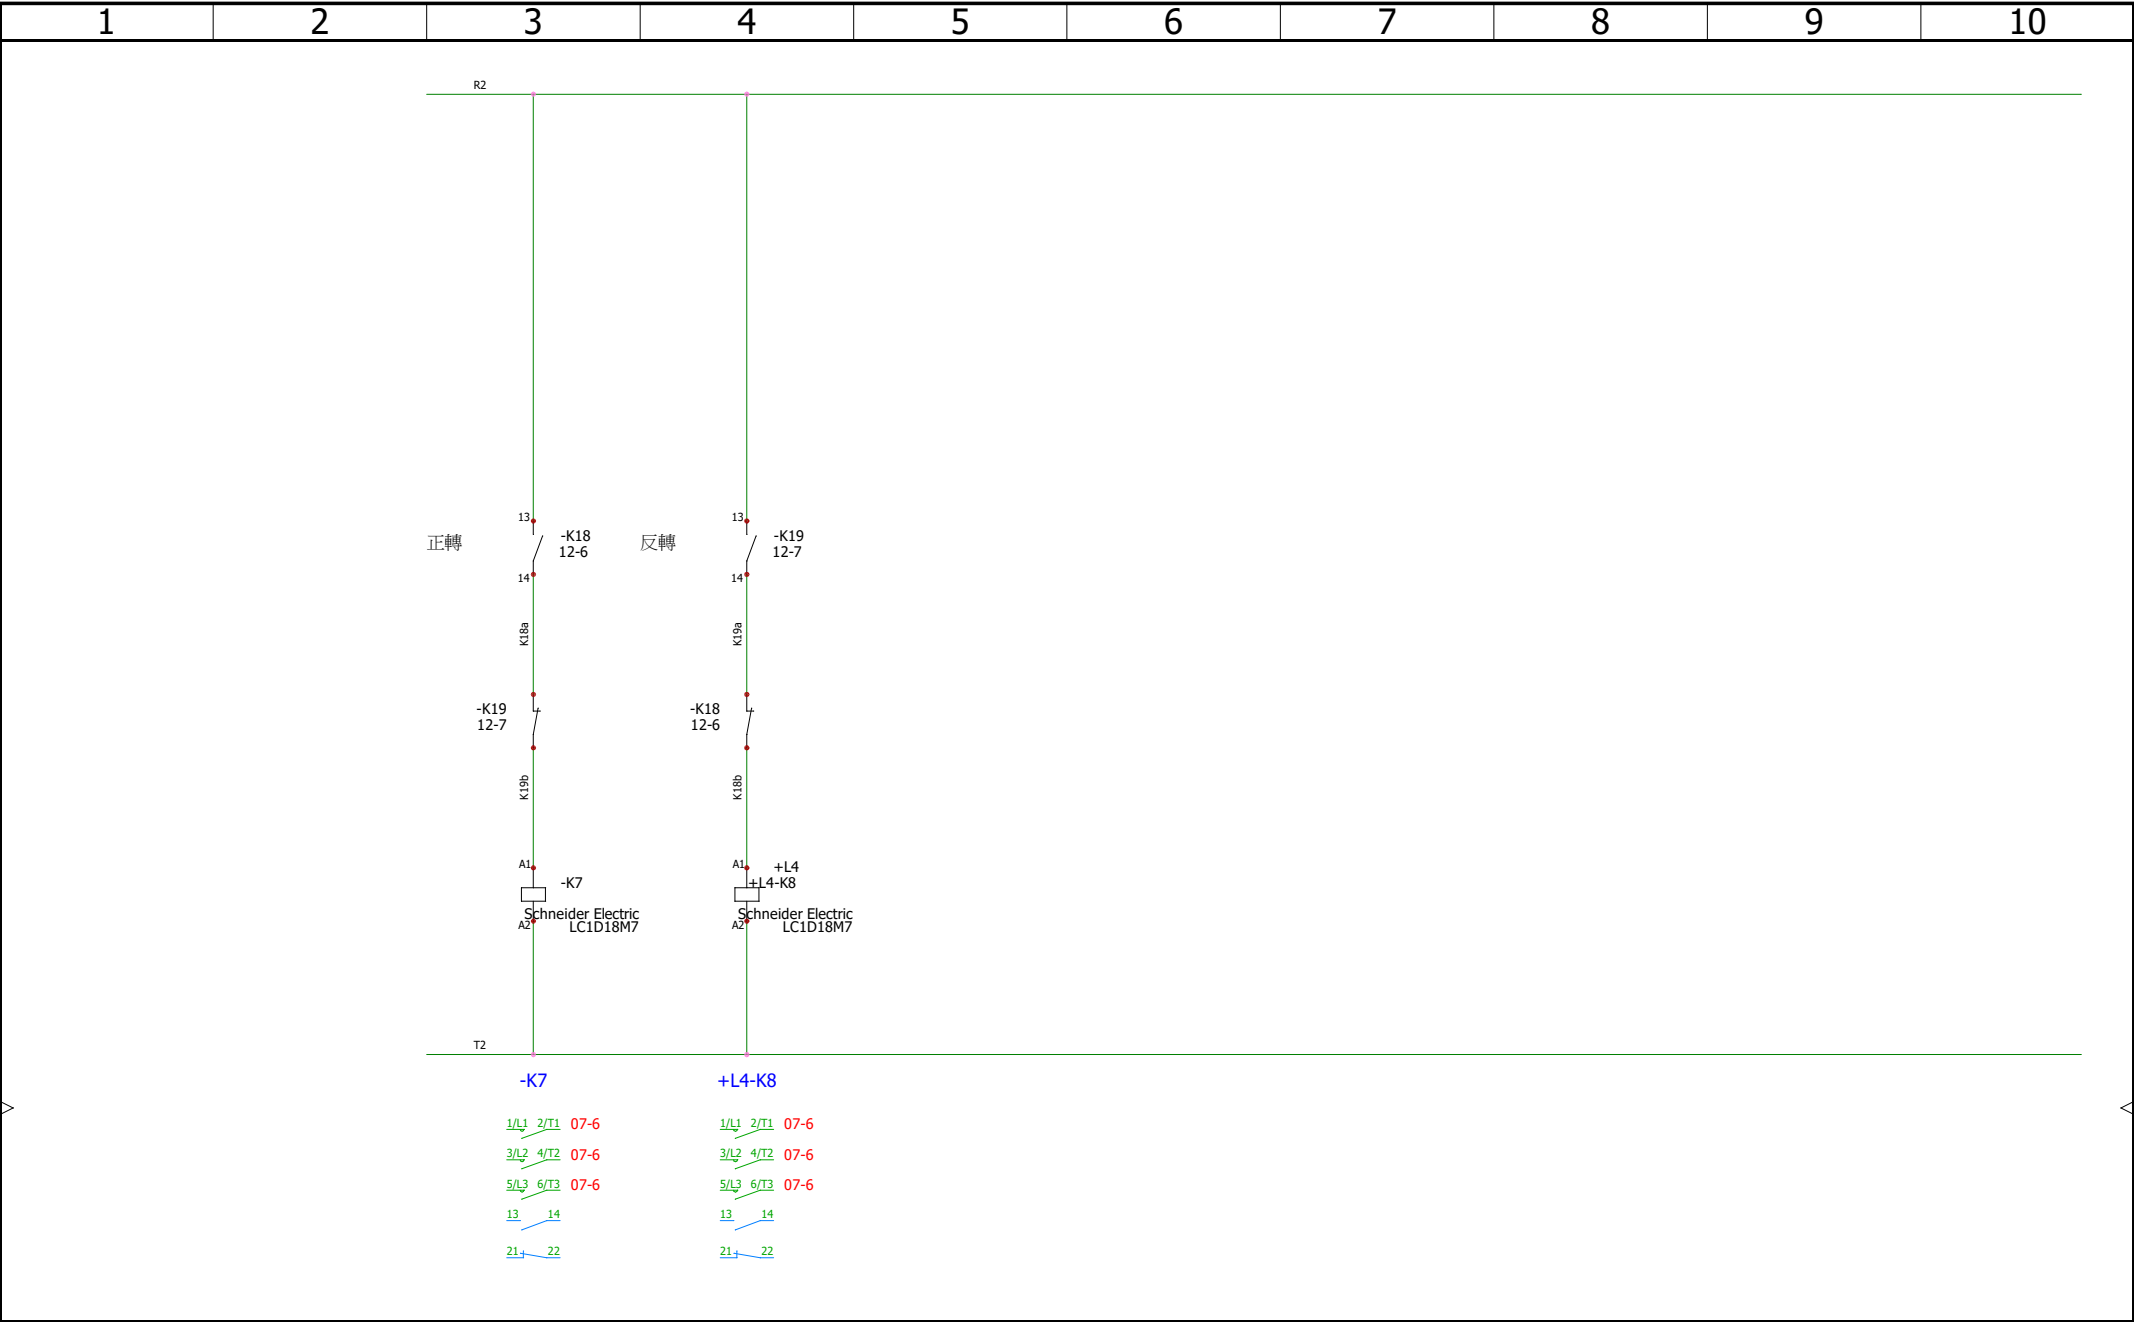 1 2 3 4 5 6 7 8 9 10
R2
13 13
正轉 -K18 反轉 -K19
12-6 12-7
14 14
K18a K19a
-K19 -K18
12-7 12-6
K19b K18b
A1 A1 +L4
-K7 +L4-K8
Schneider Electric Schneider Electric
A2 LC1D18M7 A2 LC1D18M7
T2
-K7 +L4-K8
1/L1 2/T1 07-6 1/L1 2/T1 07-6
3/L2 4/T2 07-6 3/L2 4/T2 07-6
5/L3 6/T3 07-6 5/L3 6/T3 07-6
13 14 13 14
21 22 21 22